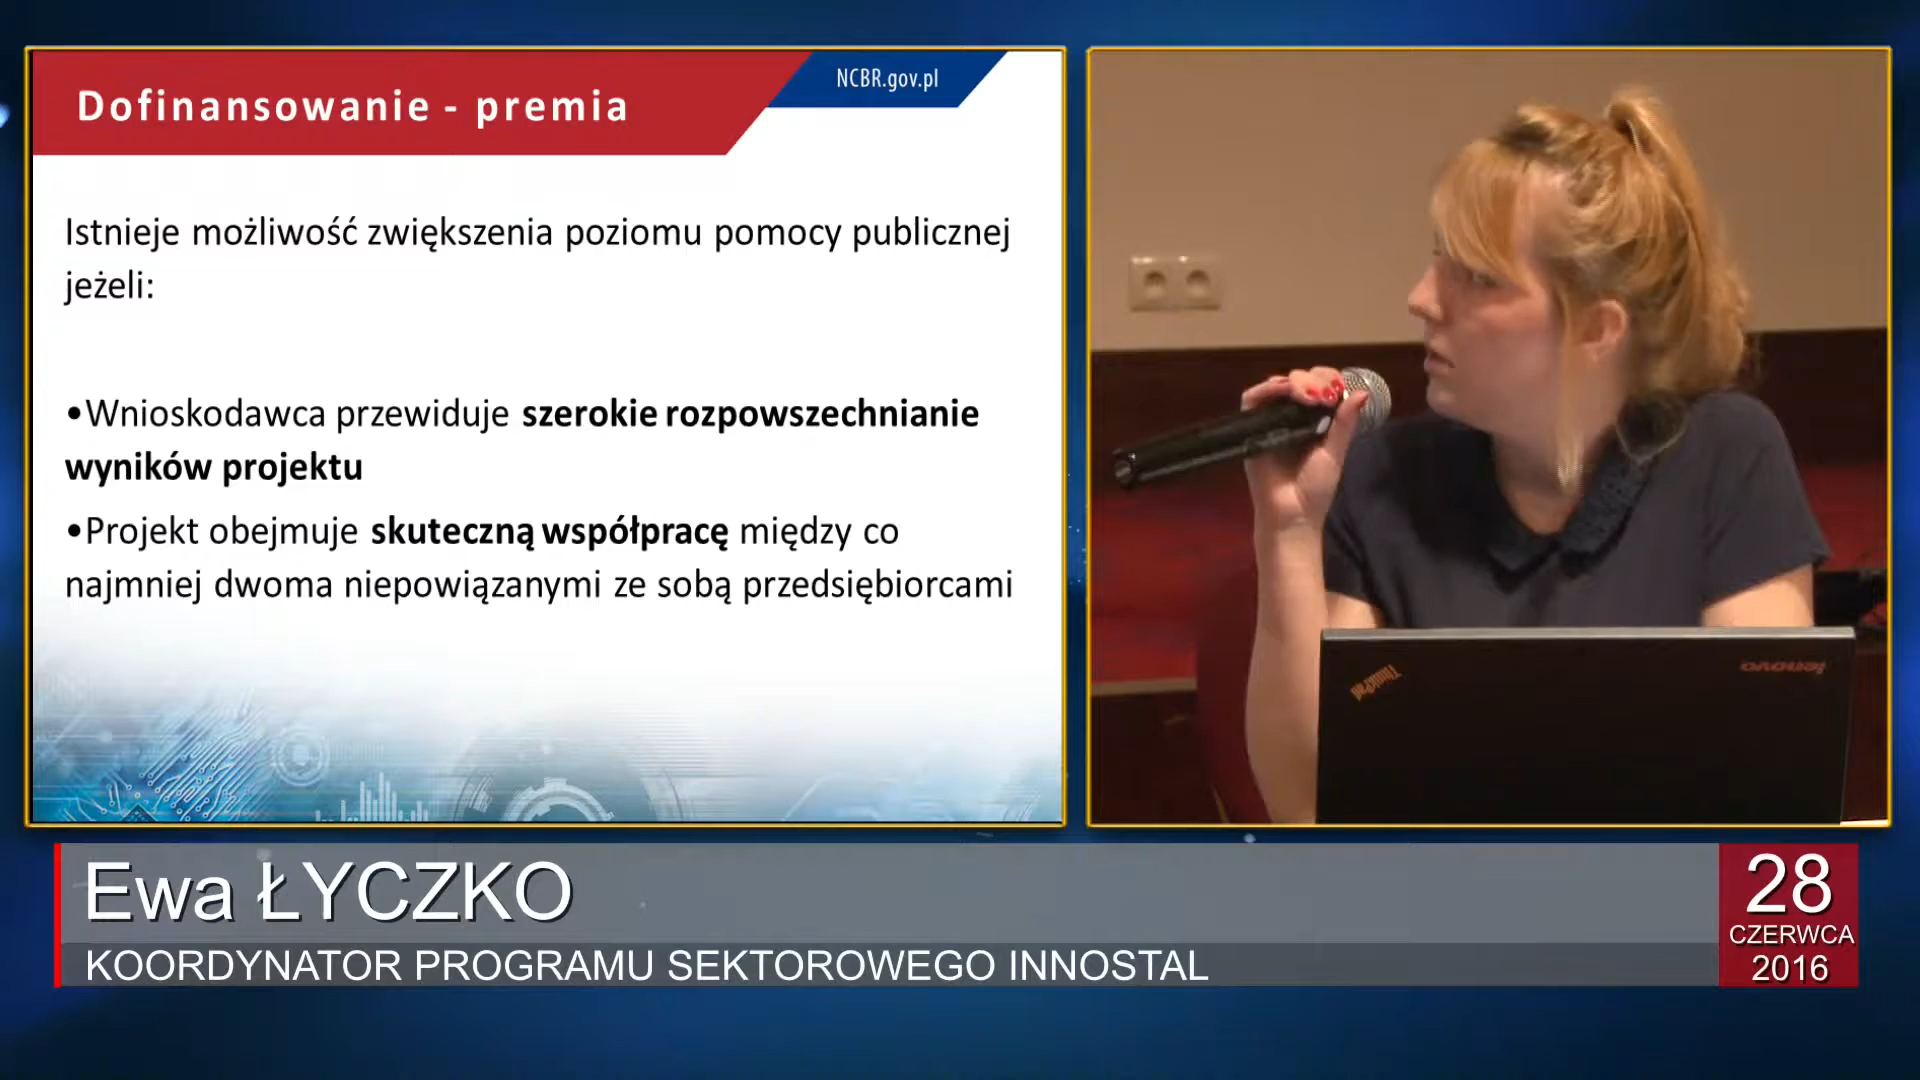 Dofinansowanie - premia
NCBR.gov.pl
Istnieje możliwość zwiększenia poziomu pomocy publicznej
jeżeli:
•Wnioskodawca przewiduje szerokie rozpowszechnianie
wyników projektu
•Projekt obejmuje skuteczną współpracę między co
najmniej dwoma niepowiązanymi ze sobą przedsiębiorcami
ThinkPad
lenovo
Ewa ŁYCZKO
KOORDYNATOR PROGRAMU SEKTOROWEGO INNOSTAL
28
CZERWCA
2016